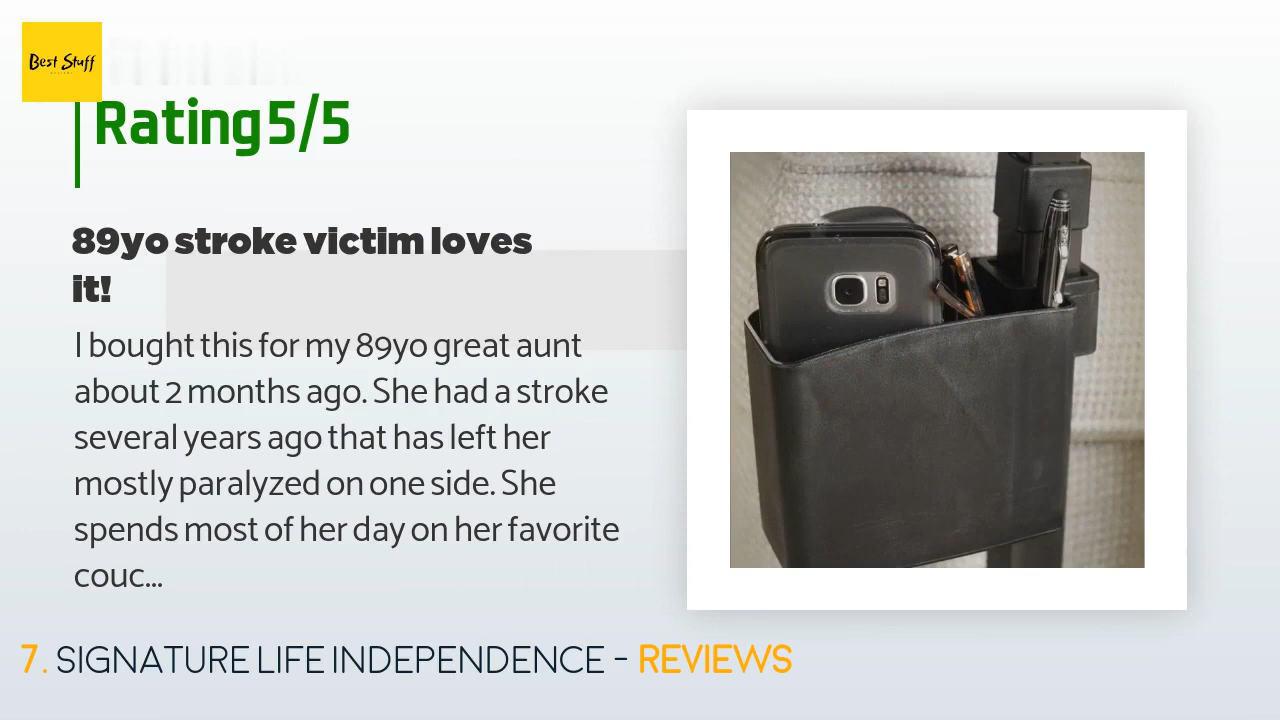 Best Stuff
Rating 5/5
89yo stroke victim loves
it!
I bought this for my 89yo great aunt
about 2 months ago. She had a stroke
several years ago that has left her
mostly paralyzed on one side. She
spends most of her day on her favorite
couc...
7. SIGNATURE LIFE INDEPENDENCE - REVIEWS